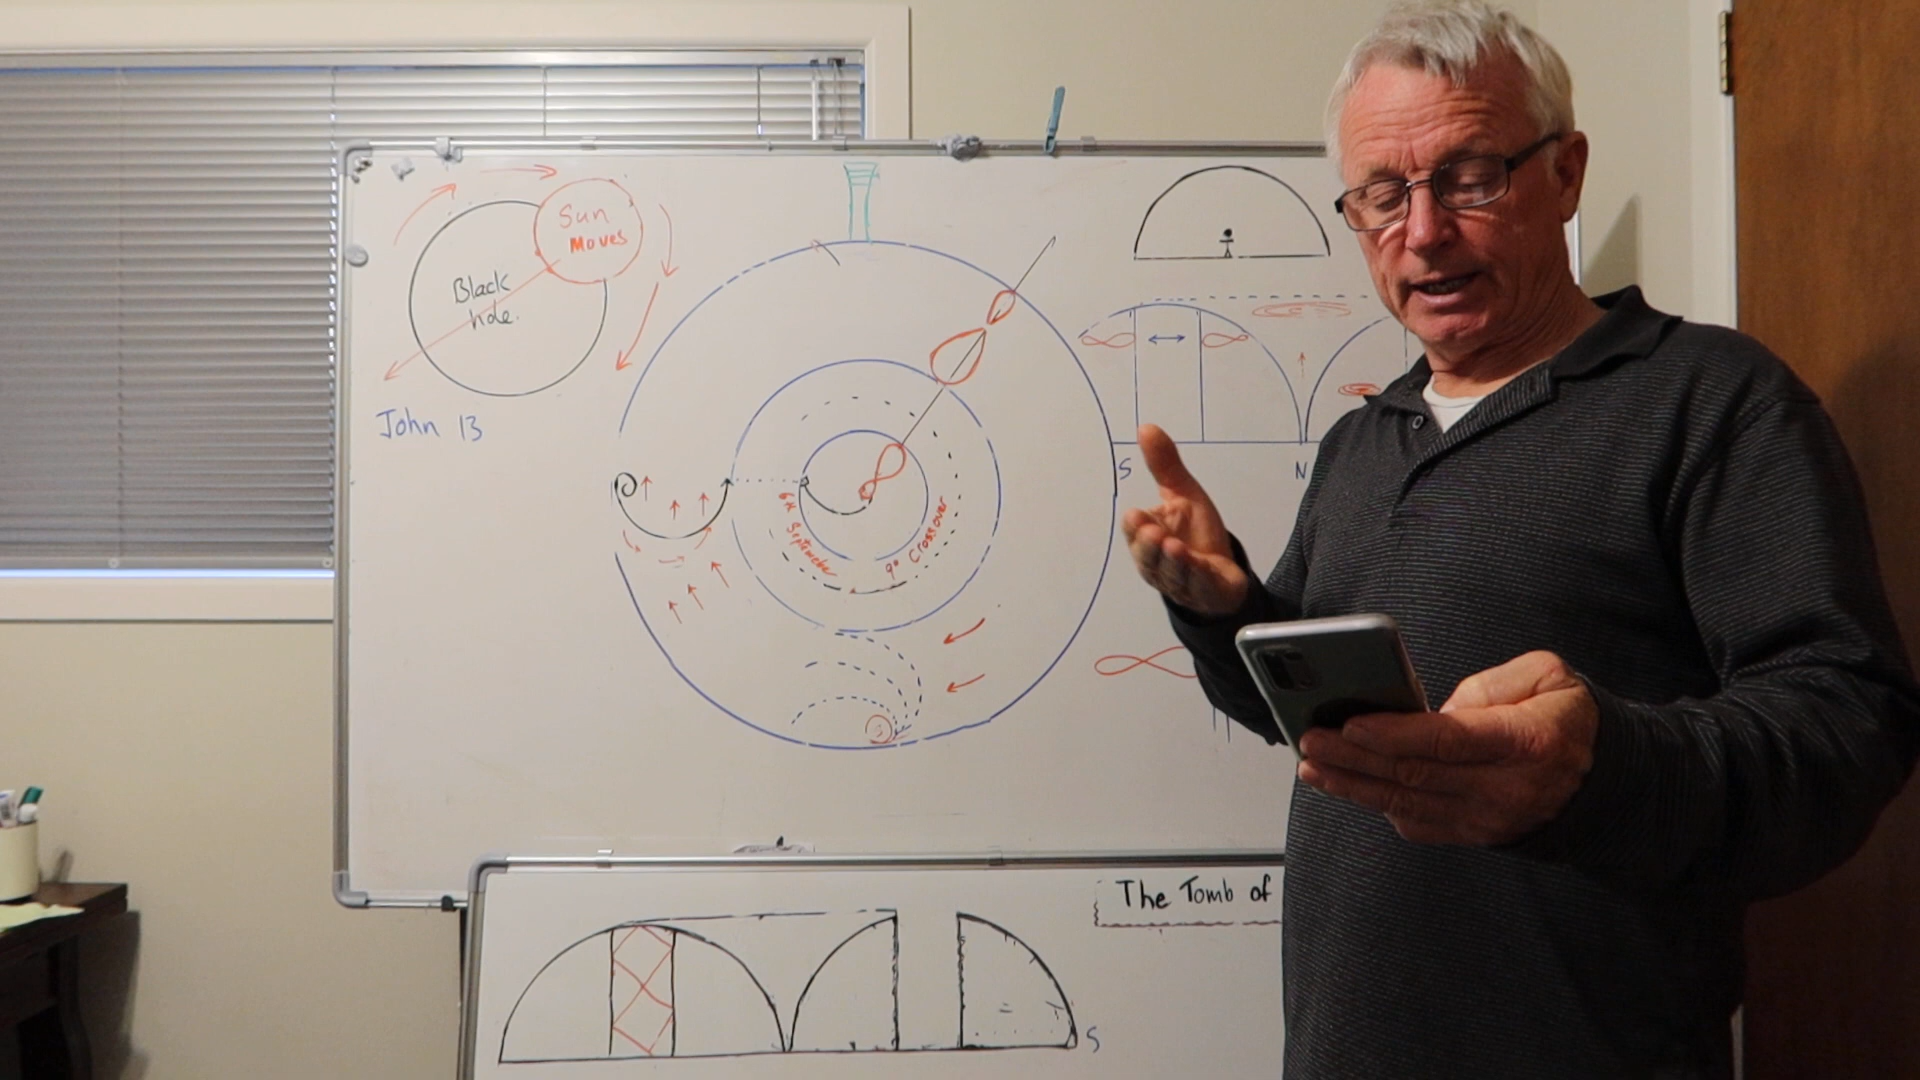 Sun
Moves
Black
hole.
John 13
S
N
6th September
9° Crossover
The Tomb of
S